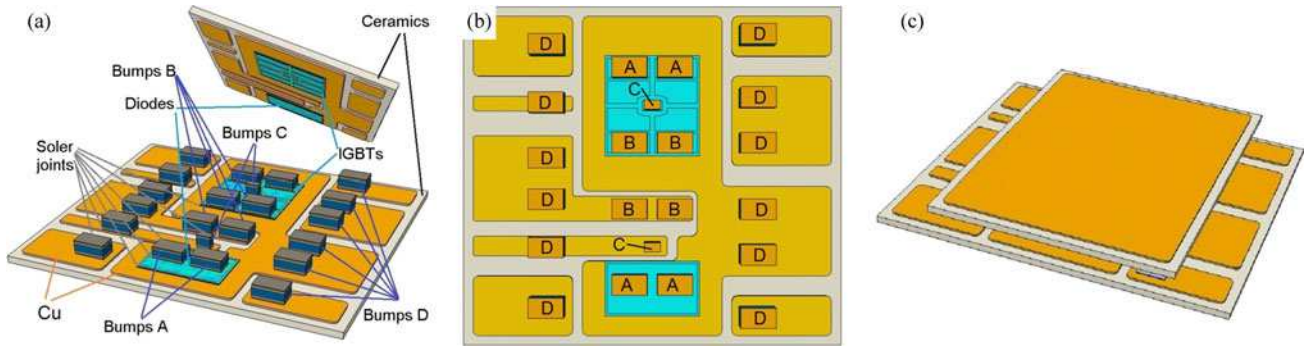 (a)
Ceramics
Bumps B
Diodes
Bumps C
Soler
joints
IGBTs
Cu
Bumps A
Bumps D
(b)
D D
A A
C
D D
B B
D D
D B B D
D C D
A A
D D
(c)